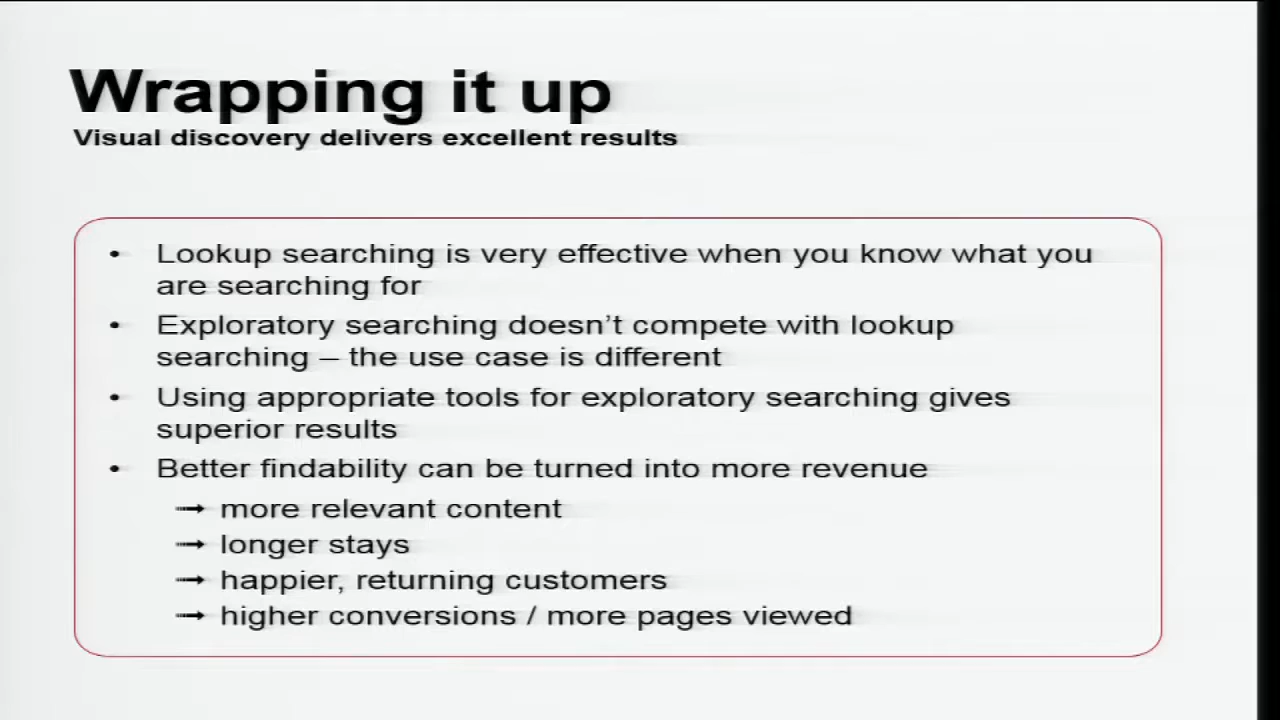 Wrapping it up
Visual discovery delivers excellent results
• Lookup searching is very effective when you know what you
are searching for
• Exploratory searching doesn't compete with lookup
searching – the use case is different
• Using appropriate tools for exploratory searching gives
superior results
• Better findability can be turned into more revenue
→ more relevant content
→ longer stays
→ happier, returning customers
→ higher conversions / more pages viewed